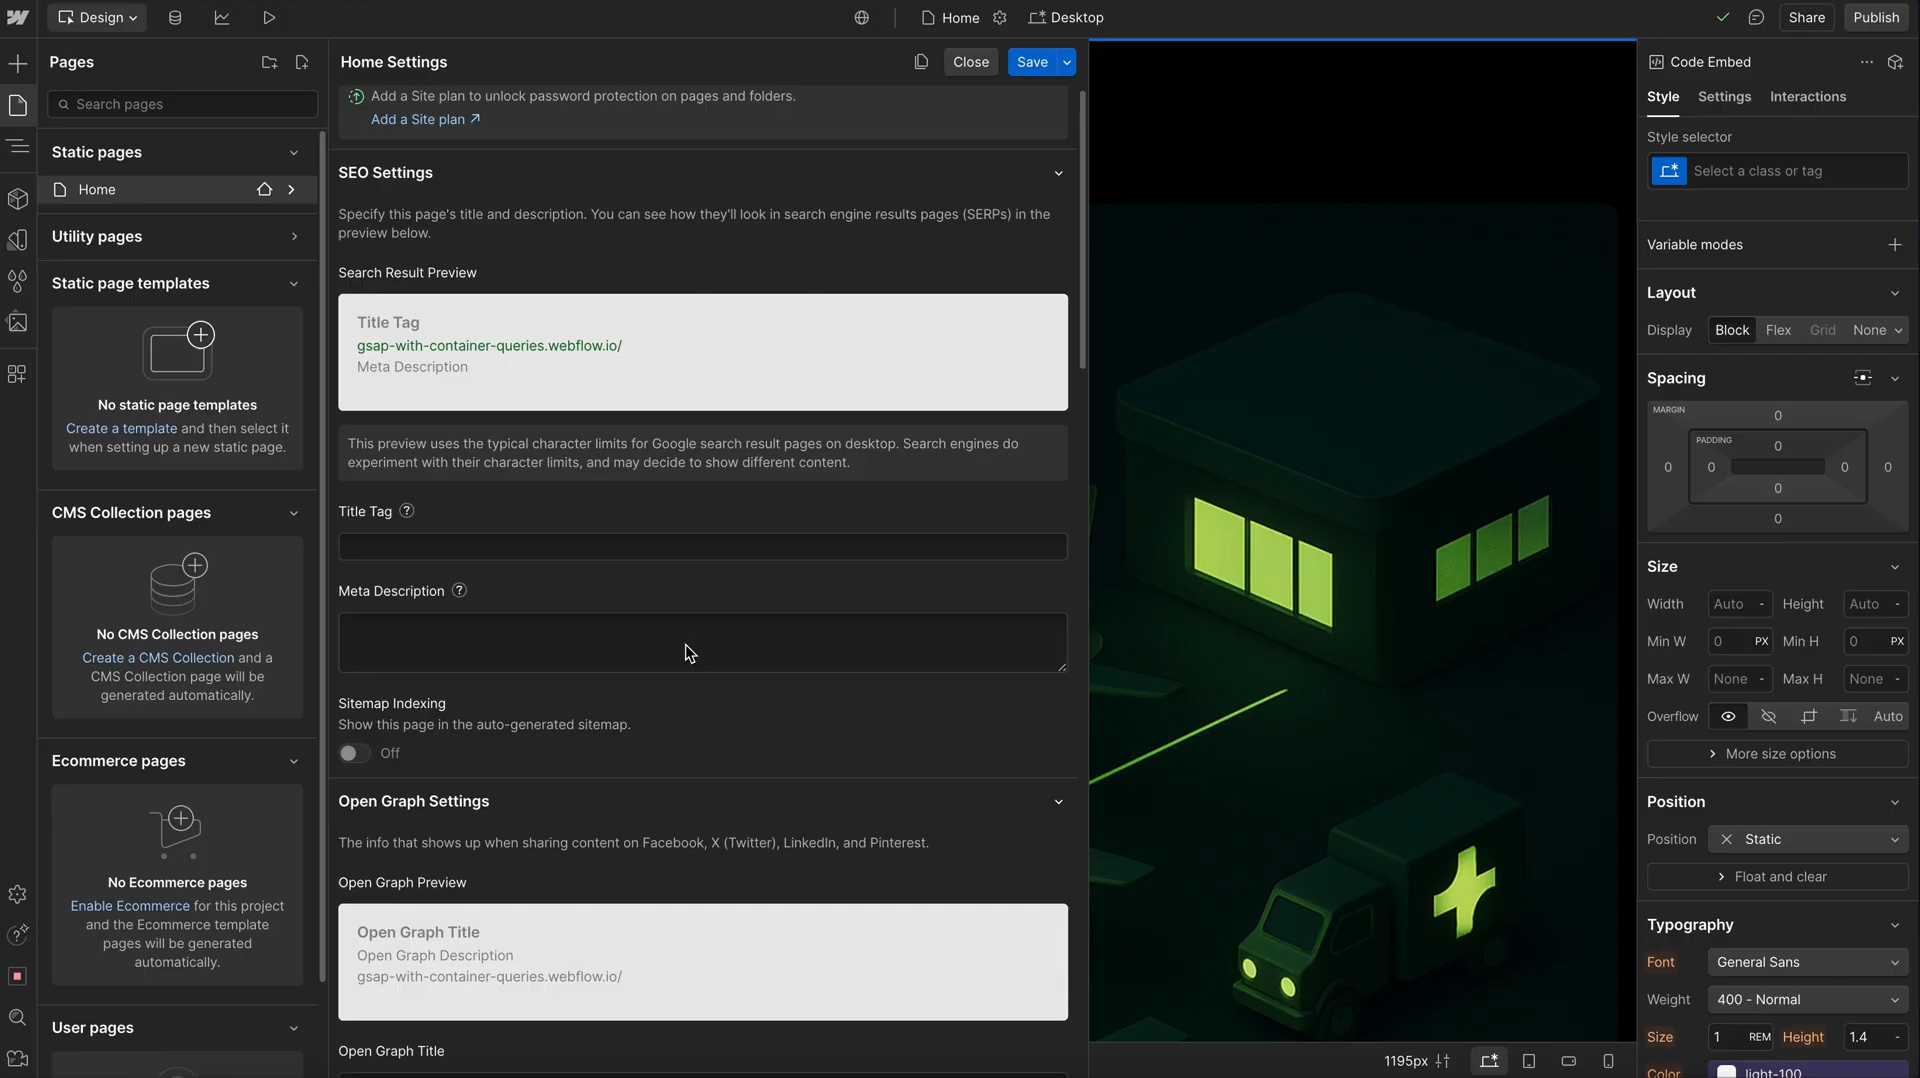 Design
Home
Desktop
Share
Publish
Pages
Search pages
Static pages
Home
Utility pages
Static page templates
No static page templates
Create a template and then select it
when setting up a new static page.
CMS Collection pages
No CMS Collection pages
Create a CMS Collection and a
CMS Collection page will be
generated automatically.
Ecommerce pages
No Ecommerce pages
Enable Ecommerce for this project
and the Ecommerce template
pages will be generated
automatically.
User pages
Home Settings
Close
Save
Add a Site plan to unlock password protection on pages and folders.
Add a Site plan
SEO Settings
Specify this page's title and description. You can see how they'll look in search engine results pages (SERPs) in the
preview below.
Search Result Preview
Title Tag
gsap-with-container-queries.webflow.io/
Meta Description
This preview uses the typical character limits for Google search result pages on desktop. Search engines do
experiment with their character limits, and may decide to show different content.
Title Tag
Meta Description
Sitemap Indexing
Show this page in the auto-generated sitemap.
Off
Open Graph Settings
The info that shows up when sharing content on Facebook, X (Twitter), LinkedIn, and Pinterest.
Open Graph Preview
Open Graph Title
Open Graph Description
gsap-with-container-queries.webflow.io/
Open Graph Title
1195px
Code Embed
Style Settings Interactions
Style selector
Select a class or tag
Variable modes
Layout
Display Block Flex Grid None
Spacing
MARGIN
0
PADDING
0
0 0 0 0
0
0
Size
Width Auto - Height Auto -
Min W 0 PX Min H 0 PX
Max W None - Max H None -
Overflow Auto
More size options
Position
Position Static
Float and clear
Typography
Font General Sans
Weight 400 - Normal
Size 1 REM Height 1.4 -
Color light-100